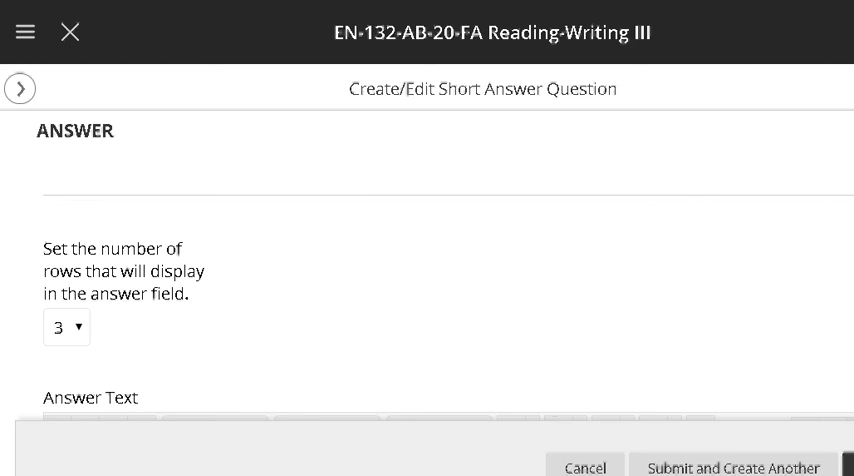 EN-132-AB-20-FA Reading-Writing III
Create/Edit Short Answer Question
ANSWER
Set the number of
rows that will display
in the answer field.
3
Answer Text
Cancel
Submit and Create Another